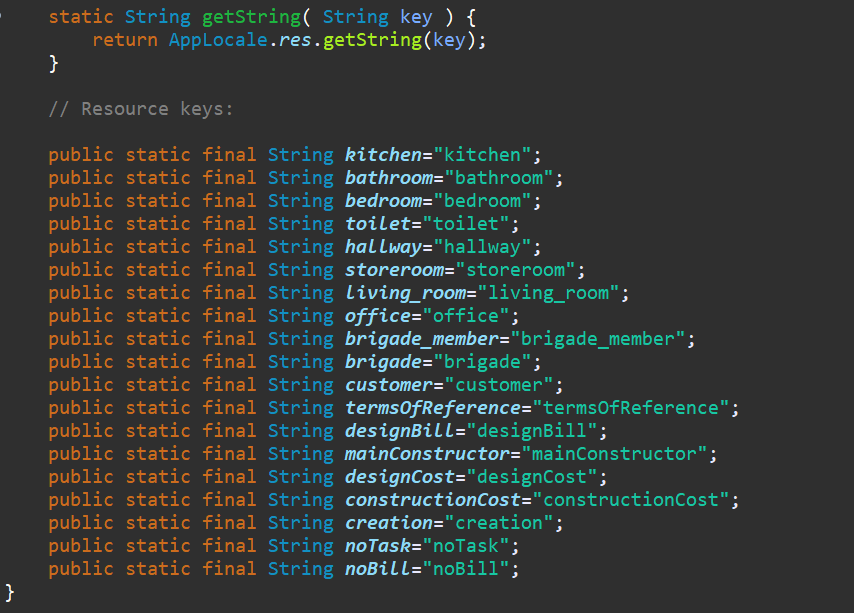 static String getString( String key ) {
return AppLocale.res.getString(key);
}
// Resource keys:
public static final String kitchen="kitchen";
public static final String bathroom="bathroom";
public static final String bedroom="bedroom";
public static final String toilet="toilet";
public static final String hallway="hallway";
public static final String storeroom="storeroom";
public static final String living_room="living_room";
public static final String office="office";
public static final String brigade_member="brigade_member";
public static final String brigade="brigade";
public static final String customer="customer";
public static final String termsOfReference="termsOfReference";
public static final String designBill="designBill";
public static final String mainConstructor="mainConstructor";
public static final String designCost="designCost";
public static final String constructionCost="constructionCost";
public static final String creation="creation";
public static final String noTask="noTask";
public static final String noBill="noBill";
}